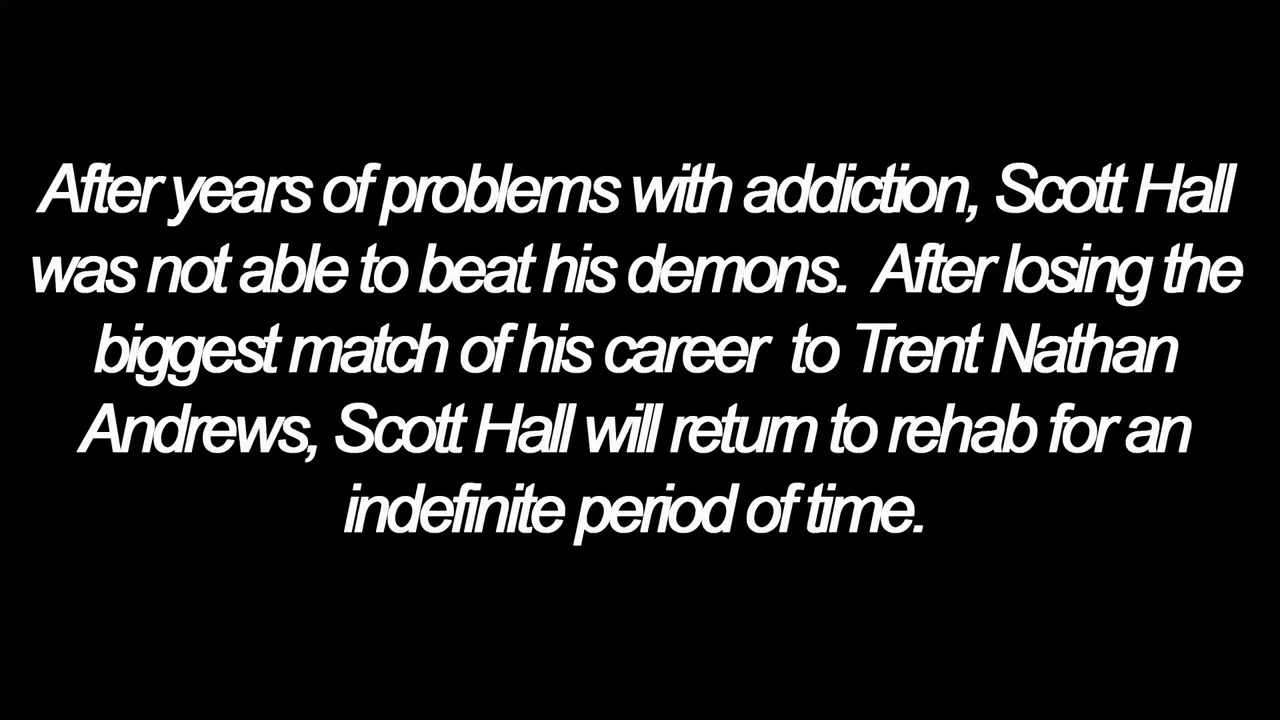 After years of problems with addiction, Scott Hall
was not able to beat his demons.  After losing the
biggest match of his career  to Trent Nathan
Andrews, Scott Hall will return to rehab for an
indefinite period of time.